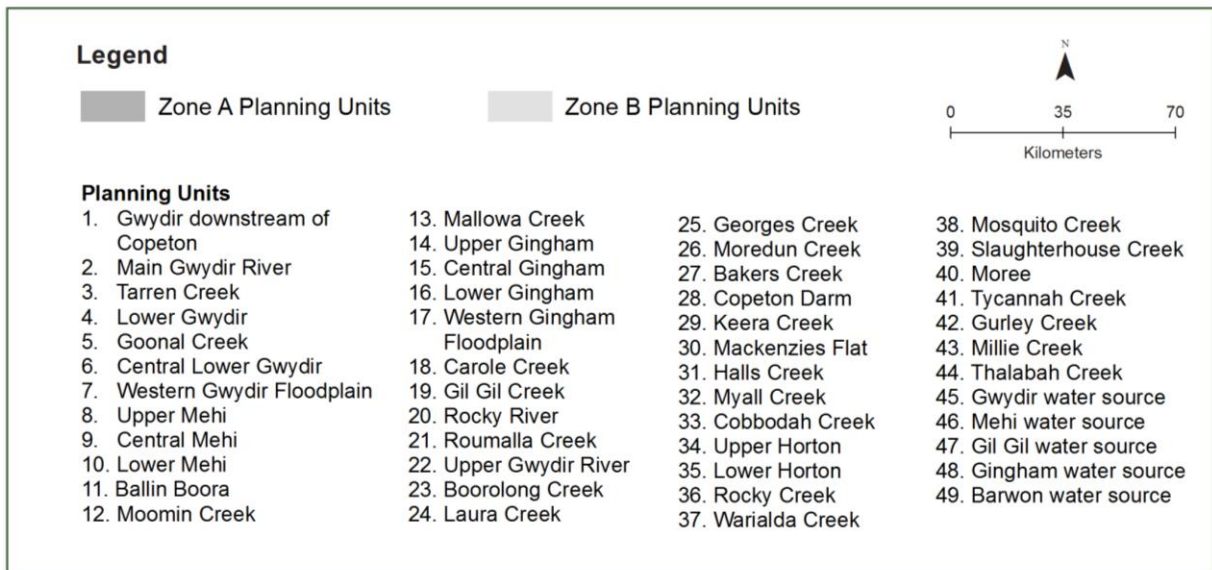 Legend
Zone A Planning Units
Zone B Planning Units
N
0 35 70
Kilometers
Planning Units
1. Gwydir downstream of
Copeton
2. Main Gwydir River
3. Tarren Creek
4. Lower Gwydir
5. Goonal Creek
6. Central Lower Gwydir
7. Western Gwydir Floodplain
8. Upper Mehi
9. Central Mehi
10. Lower Mehi
11. Ballin Boora
12. Moomin Creek
13. Mallowa Creek
14. Upper Gingham
15. Central Gingham
16. Lower Gingham
17. Western Gingham
Floodplain
18. Carole Creek
19. Gil Gil Creek
20. Rocky River
21. Roumalla Creek
22. Upper Gwydir River
23. Boorolong Creek
24. Laura Creek
25. Georges Creek
26. Moredun Creek
27. Bakers Creek
28. Copeton Darm
29. Keera Creek
30. Mackenzies Flat
31. Halls Creek
32. Myall Creek
33. Cobbodah Creek
34. Upper Horton
35. Lower Horton
36. Rocky Creek
37. Warialda Creek
38. Mosquito Creek
39. Slaughterhouse Creek
40. Moree
41. Tycannah Creek
42. Gurley Creek
43. Millie Creek
44. Thalabah Creek
45. Gwydir water source
46. Mehi water source
47. Gil Gil water source
48. Gingham water source
49. Barwon water source